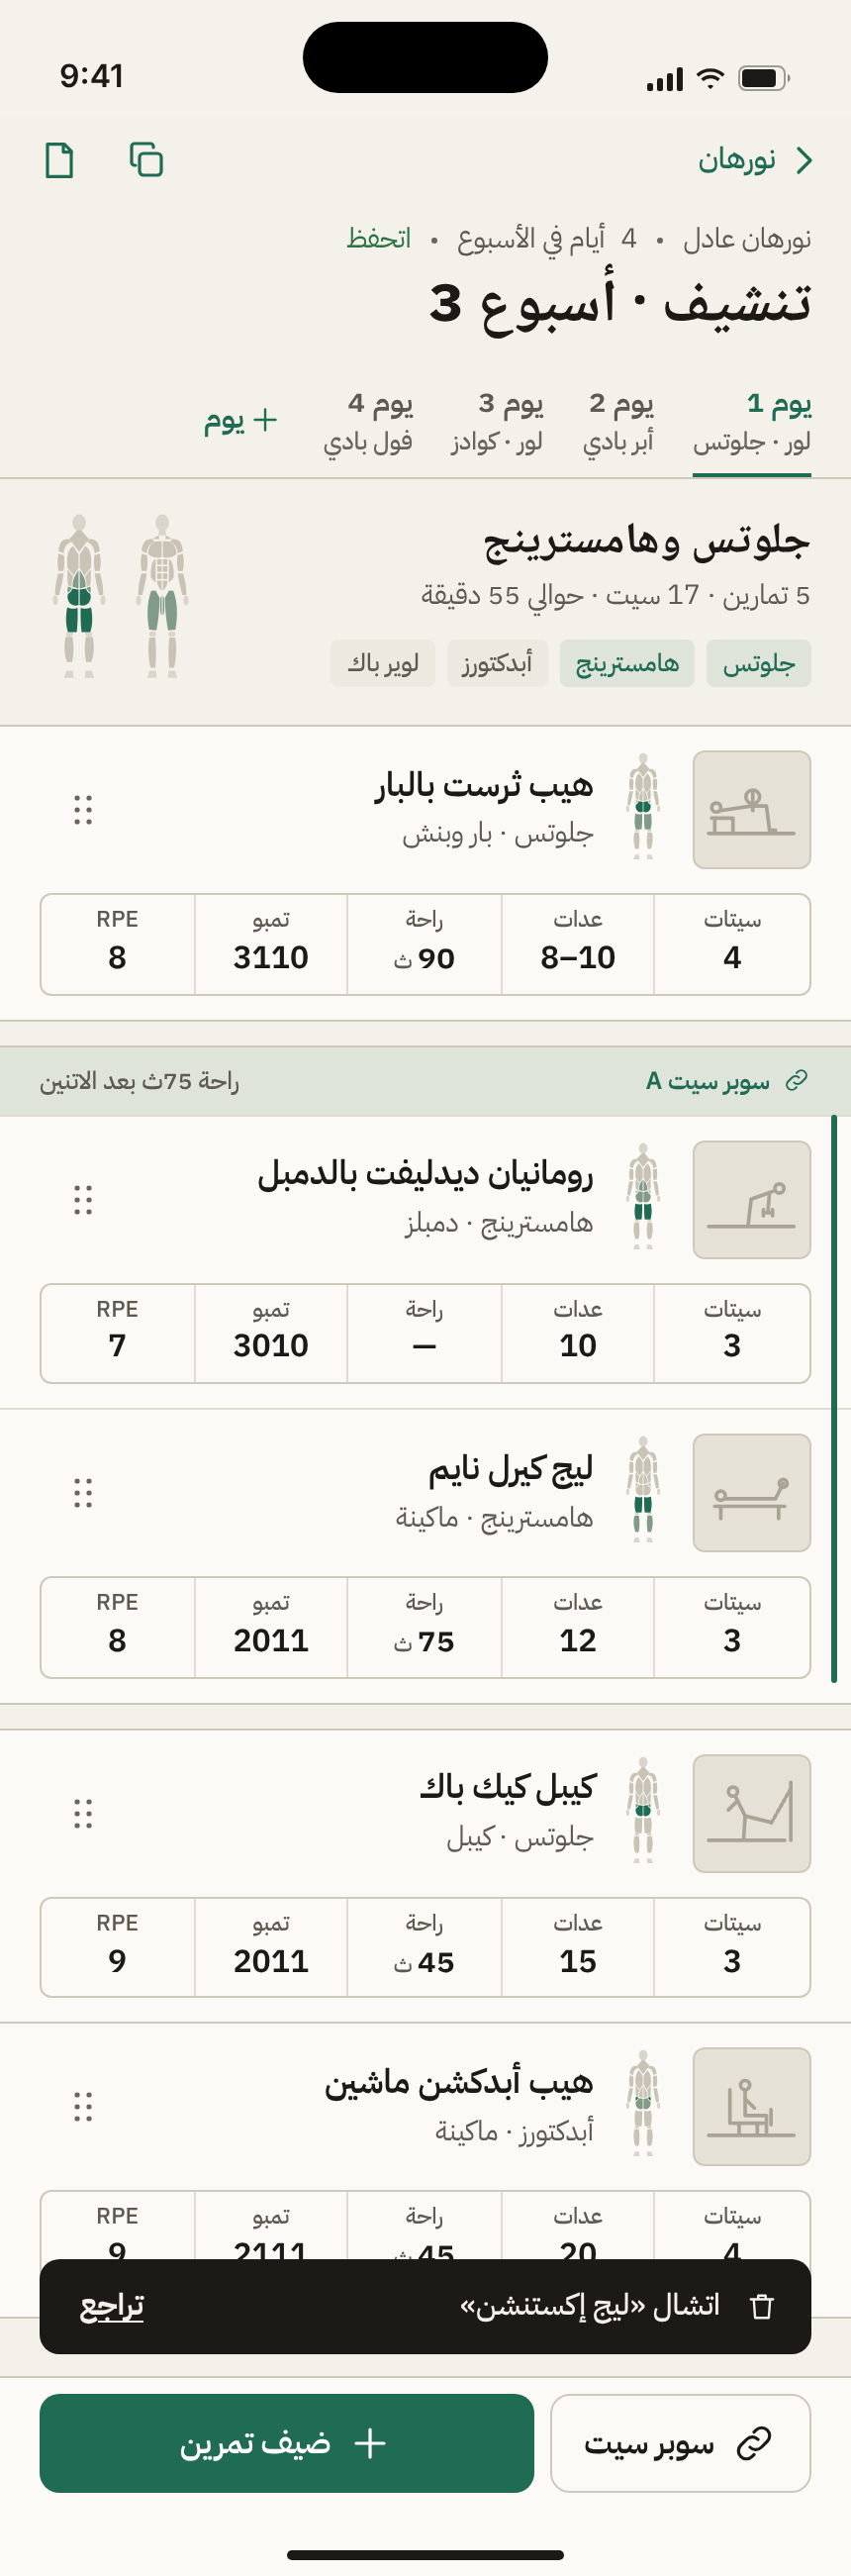 9:41
نورهان
نورهان عادل • 4 أيام في الأسبوع • اتحفظ
تنشيف · أسبوع 3
يوم 1
لور · جلوتس
يوم 2
أبر بادي
يوم 3
لور · كوادز
يوم 4
فول بادي
يوم
جلوتس وهامسترينج
5 تمارين · 17 سيت · حوالي 55 دقيقة
جلوتس هامسترينج أبدكتورز لوير باك
هيب ثرست بالبار
جلوتس · بار وبنش
سيتات عدات راحة تمبو RPE
4 8–10 90 ث 3110 8
سوبر سيت A
راحة 75ث بعد الاتنين
رومانيان ديدليفت بالدمبل
هامسترينج · دمبلز
سيتات عدات راحة تمبو RPE
3 10 — 3010 7
ليج كيرل نايم
هامسترينج · ماكينة
سيتات عدات راحة تمبو RPE
3 12 75 ث 2011 8
كيبل كيك باك
جلوتس · كيبل
سيتات عدات راحة تمبو RPE
3 15 45 ث 2011 9
هيب أبدكشن ماشين
أبدكتورز · ماكينة
سيتات عدات راحة تمبو RPE
4 20 45 ث 2111 9
اتشال «ليج إكستنشن»
تراجع
سوبر سيت
ضيف تمرين